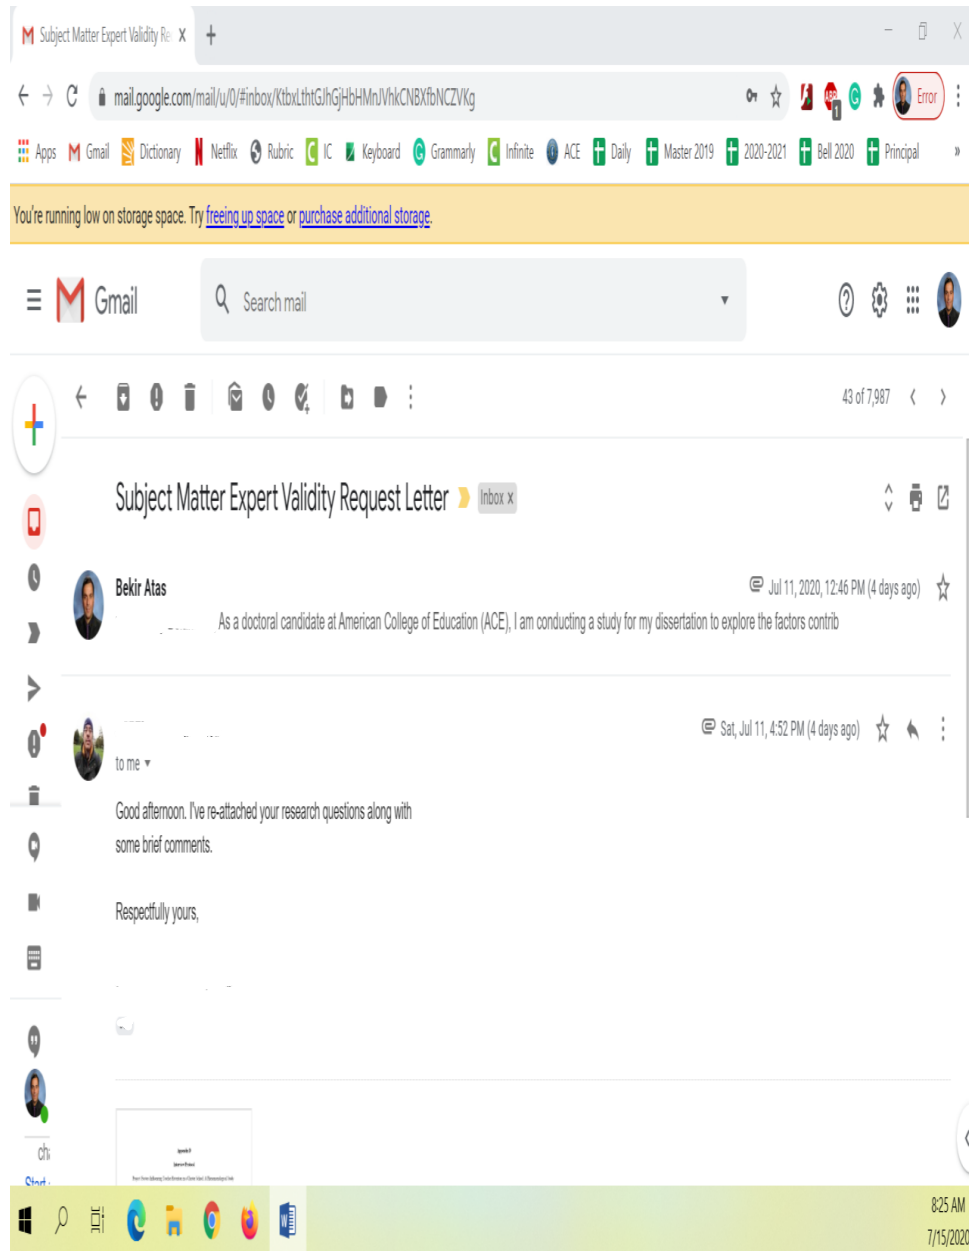 Subject Matter Expert Validity Re
mail.google.com/mail/u/0/#inbox/KtbxLthtGJhGjHbHMnJVhkCNBXfbNCZVKg
1
Error
Apps Gmail Dictionary Netflix Rubric IC Keyboard Grammarly Infinite ACE Daily Master 2019 2020-2021 Bell 2020 Principal »
You're running low on storage space. Try freeing up space or purchase additional storage.
Gmail
Search mail
43 of 7,987
Subject Matter Expert Validity Request Letter
Inbox x
Bekir Atas
Jul 11, 2020, 12:46 PM (4 days ago)
As a doctoral candidate at American College of Education (ACE), I am conducting a study for my dissertation to explore the factors contrib
Sat, Jul 11, 4:52 PM (4 days ago)
to me
Good afternoon. I've re-attached your research questions along with
some brief comments.
Respectfully yours,
Interview Protocol
8:25 AM
7/15/2020